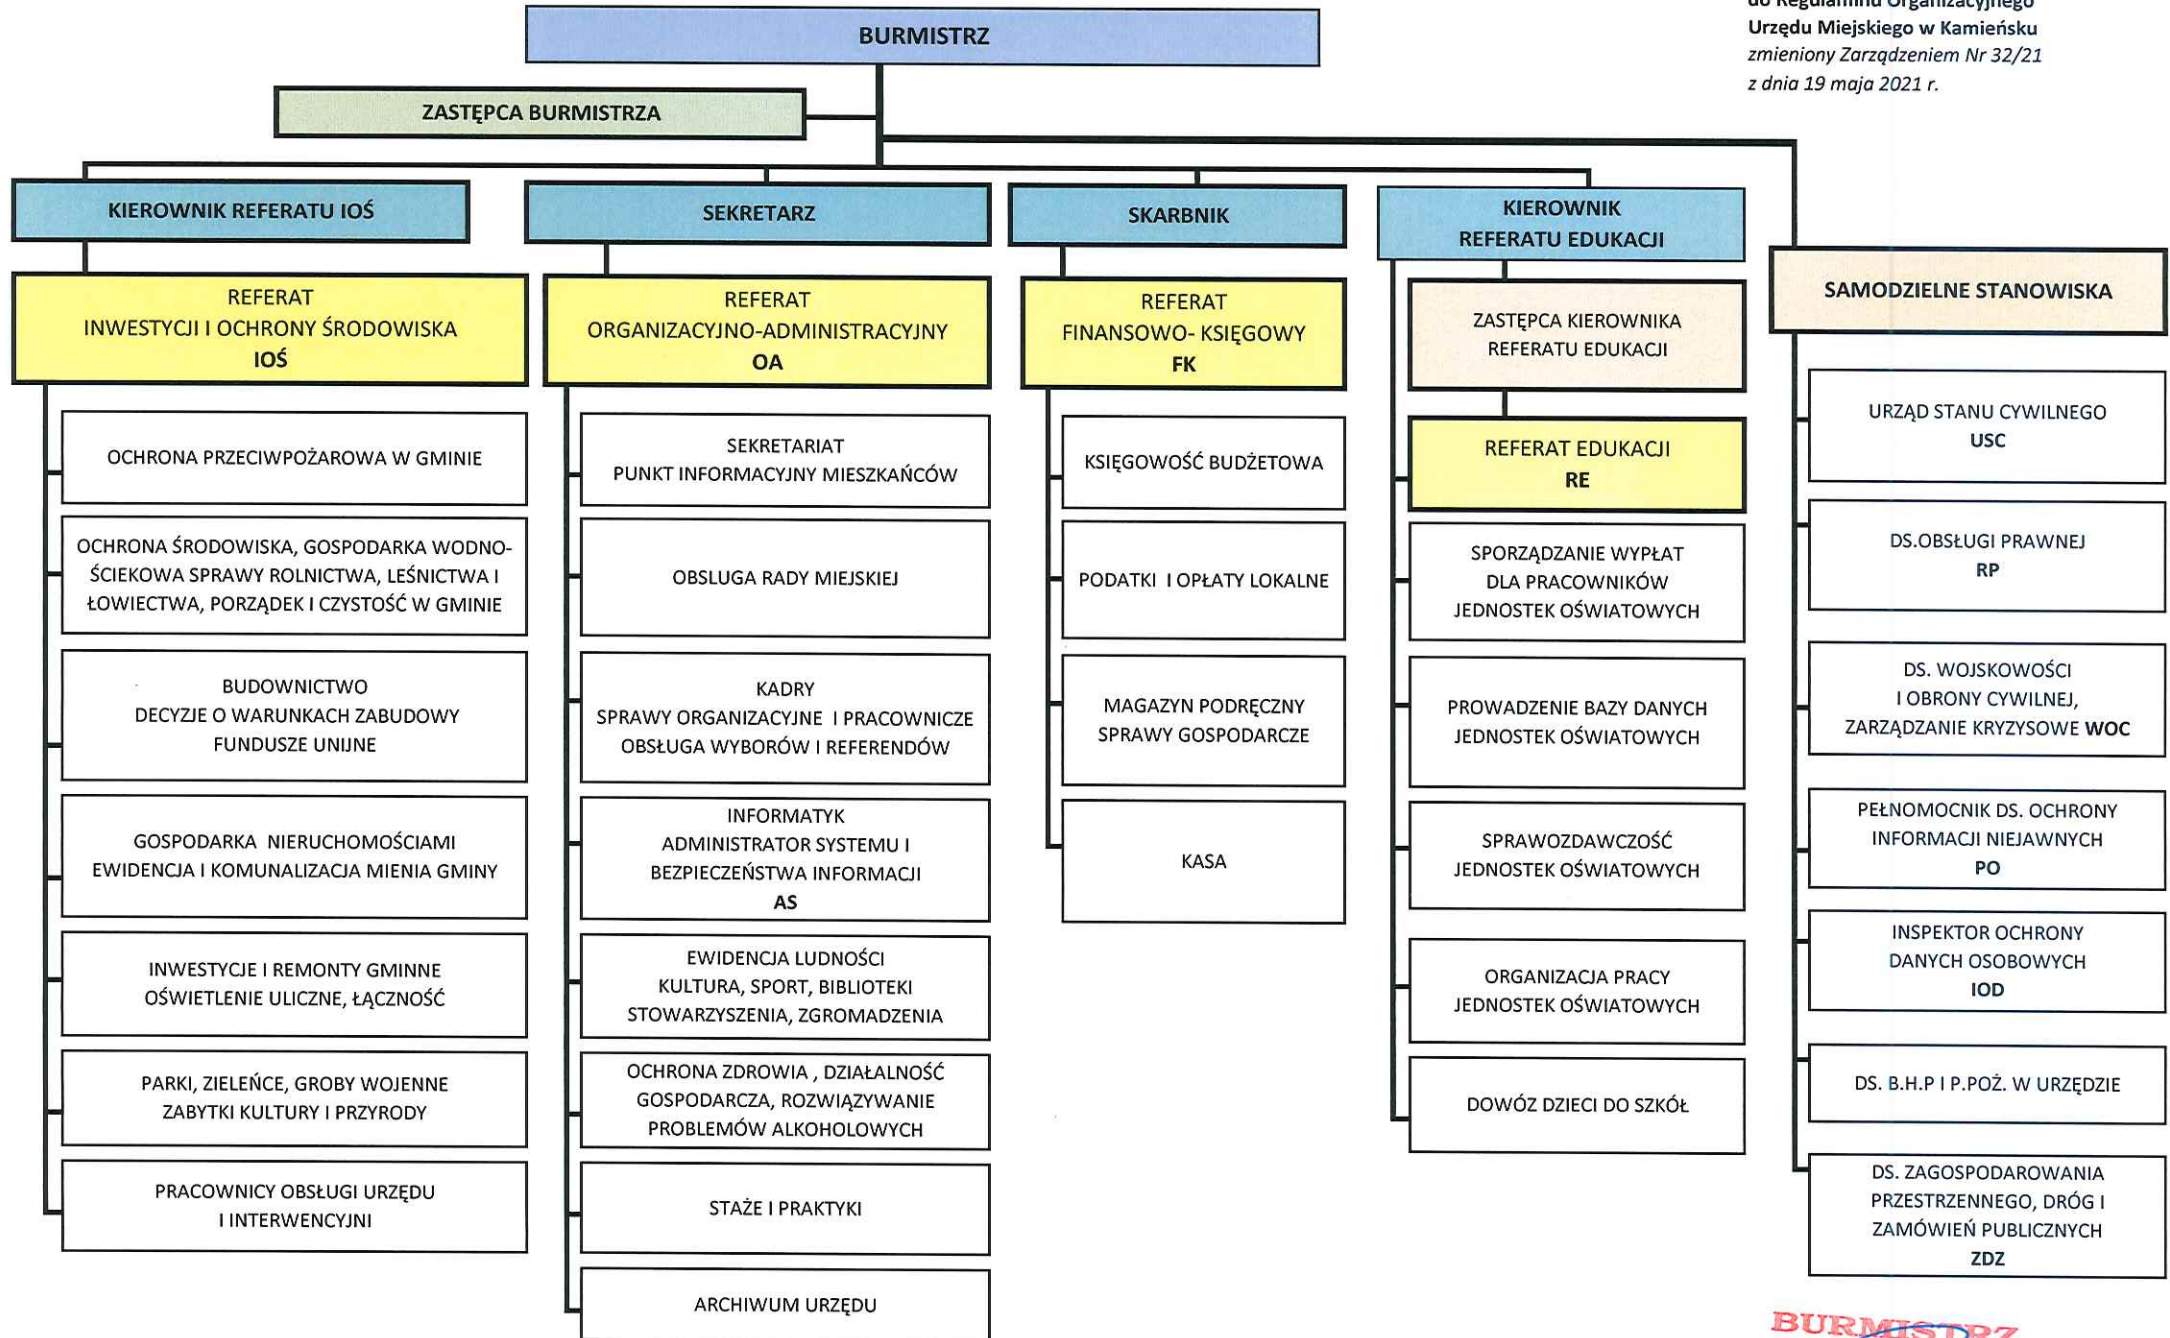 do Regulaminu Organizacyjnego
Urzędu Miejskiego w Kamieńsku
zmieniony Zarządzeniem Nr 32/21
z dnia 19 maja 2021 r.
BURMISTRZ
ZASTĘPCA BURMISTRZA
KIEROWNIK REFERATU IOŚ
REFERAT
INWESTYCJI I OCHRONY ŚRODOWISKA
IOŚ
OCHRONA PRZECIWPOŻAROWA W GMINIE
OCHRONA ŚRODOWISKA, GOSPODARKA WODNO-
ŚCIEKOWA SPRAWY ROLNICTWA, LEŚNICTWA I
ŁOWIECTWA, PORZĄDEK I CZYSTOŚĆ W GMINIE
BUDOWNICTWO
DECYZJE O WARUNKACH ZABUDOWY
FUNDUSZE UNIJNE
GOSPODARKA NIERUCHOMOŚCIAMI
EWIDENCJA I KOMUNALIZACJA MIENIA GMINY
INWESTYCJE I REMONTY GMINNE
OŚWIETLENIE ULICZNE, ŁĄCZNOŚĆ
PARKI, ZIELEŃCE, GROBY WOJENNE
ZABYTKI KULTURY I PRZYRODY
PRACOWNICY OBSŁUGI URZĘDU
I INTERWENCYJNI
SEKRETARZ
REFERAT
ORGANIZACYJNO-ADMINISTRACYJNY
OA
SEKRETARIAT
PUNKT INFORMACYJNY MIESZKAŃCÓW
OBSLUGA RADY MIEJSKIEJ
KADRY
SPRAWY ORGANIZACYJNE I PRACOWNICZE
OBSŁUGA WYBORÓW I REFERENDÓW
INFORMATYK
ADMINISTRATOR SYSTEMU I
BEZPIECZEŃSTWA INFORMACJI
AS
EWIDENCJA LUDNOŚCI
KULTURA, SPORT, BIBLIOTEKI
STOWARZYSZENIA, ZGROMADZENIA
OCHRONA ZDROWIA , DZIAŁALNOŚĆ
GOSPODARCZA, ROZWIĄZYWANIE
PROBLEMÓW ALKOHOLOWYCH
STAŻE I PRAKTYKI
ARCHIWUM URZĘDU
SKARBNIK
REFERAT
FINANSOWO- KSIĘGOWY
FK
KSIĘGOWOŚĆ BUDŻETOWA
PODATKI I OPŁATY LOKALNE
MAGAZYN PODRĘCZNY
SPRAWY GOSPODARCZE
KASA
KIEROWNIK
REFERATU EDUKACJI
ZASTĘPCA KIEROWNIKA
REFERATU EDUKACJI
REFERAT EDUKACJI
RE
SPORZĄDZANIE WYPŁAT
DLA PRACOWNIKÓW
JEDNOSTEK OŚWIATOWYCH
PROWADZENIE BAZY DANYCH
JEDNOSTEK OŚWIATOWYCH
SPRAWOZDAWCZOŚĆ
JEDNOSTEK OŚWIATOWYCH
ORGANIZACJA PRACY
JEDNOSTEK OŚWIATOWYCH
DOWÓZ DZIECI DO SZKÓŁ
SAMODZIELNE STANOWISKA
URZĄD STANU CYWILNEGO
USC
DS.OBSŁUGI PRAWNEJ
RP
DS. WOJSKOWOŚCI
I OBRONY CYWILNEJ,
ZARZĄDZANIE KRYZYSOWE WOC
PEŁNOMOCNIK DS. OCHRONY
INFORMACJI NIEJAWNYCH
PO
INSPEKTOR OCHRONY
DANYCH OSOBOWYCH
IOD
DS. B.H.P I P.POŻ. W URZĘDZIE
DS. ZAGOSPODAROWANIA
PRZESTRZENNEGO, DRÓG I
ZAMÓWIEŃ PUBLICZNYCH
ZDZ
BURMISTRZ